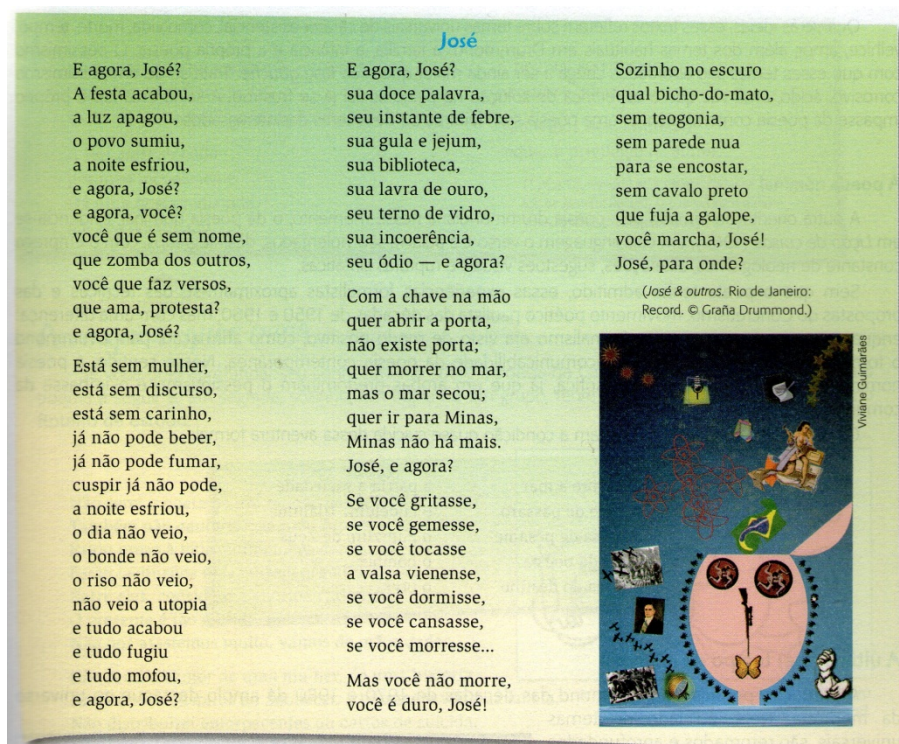 José
E agora, José?
A festa acabou,
a luz apagou,
o povo sumiu,
a noite esfriou,
e agora, José?
e agora, você?
você que é sem nome,
que zomba dos outros,
você que faz versos,
que ama, protesta?
e agora, José?
Está sem mulher,
está sem discurso,
está sem carinho,
já não pode beber,
já não pode fumar,
cuspir já não pode,
a noite esfriou,
o dia não veio,
o bonde não veio,
o riso não veio,
não veio a utopia
e tudo acabou
e tudo fugiu
e tudo mofou,
e agora, José?
E agora, José?
sua doce palavra,
seu instante de febre,
sua gula e jejum,
sua biblioteca,
sua lavra de ouro,
seu terno de vidro,
sua incoerência,
seu ódio — e agora?
Com a chave na mão
quer abrir a porta,
não existe porta;
quer morrer no mar,
mas o mar secou;
quer ir para Minas,
Minas não há mais.
José, e agora?
Se você gritasse,
se você gemesse,
se você tocasse
a valsa vienense,
se você dormisse,
se você cansasse,
se você morresse...
Mas você não morre,
você é duro, José!
Sozinho no escuro
qual bicho-do-mato,
sem teogonia,
sem parede nua
para se encostar,
sem cavalo preto
que fuja a galope,
você marcha, José!
José, para onde?
(José & outros. Rio de Janeiro:
Record. © Graña Drummond.)
Viviane Guimarães